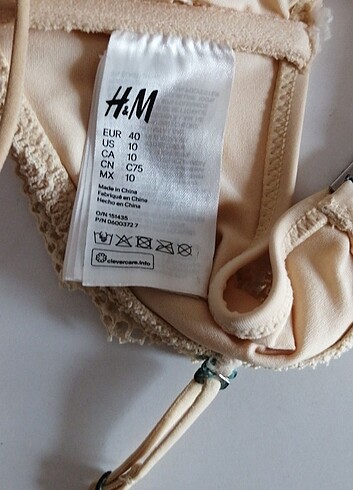 H&M
EUR 40
US 10
CA 10
CN C75
MX 10
Made in China
Fabriqué en Chine
Hecho en China
O/N 151435
P/N 0600372 7
clevercare.info